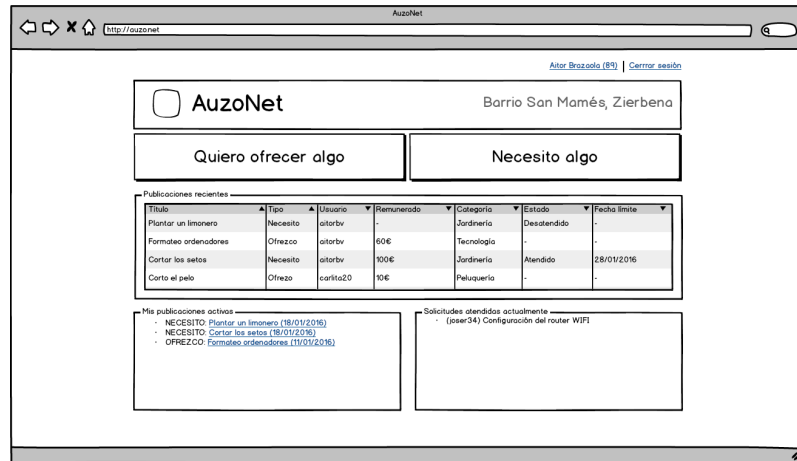 AuzoNet
http://auzonet
Aitor Brazaola (89) | Cerrrar sesión
AuzoNet
Barrio San Mamés, Zierbena
Quiero ofrecer algo
Necesito algo
Publicaciones recientes
Título Tipo Usuario Remunerado Categoría Estado Fecha límite
Plantar un limonero Necesito aitorbv - Jardinería Desatendido -
Formateo ordenadores Ofrezco aitorbv 60€ Tecnología - -
Cortar los setos Necesito aitorbv 100€ Jardinería Atendido 28/01/2016
Corto el pelo Ofrezo carlita20 10€ Peluquería - -
Mis publicaciones activas
· NECESITO: Plantar un limonero (18/01/2016)
· NECESITO: Cortar los setos (18/01/2016)
· OFREZCO: Formateo ordenadores (11/01/2016)
Solicitudes atendidas actualmente
· (joser34) Configuración del router WIFI